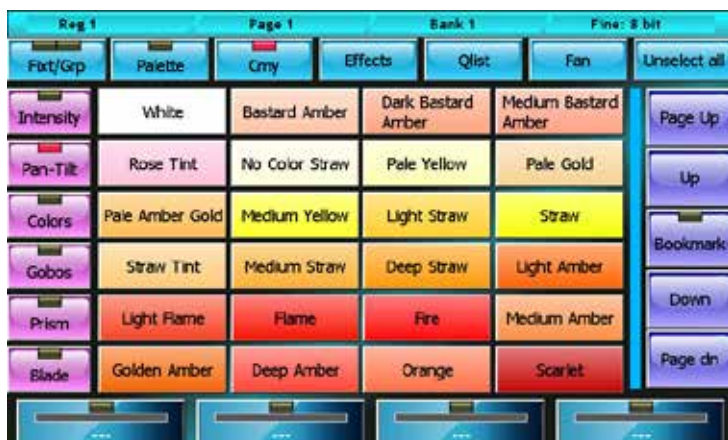 Reg 1 Page 1 Bank 1 Fine: 8 bit
Fixt/Grp Palette Cmy Effects Qlist Fan Unselect all
Intensity White Bastard Amber Dark Bastard Amber Medium Bastard Amber Page Up
Pan-Tilt Rose Tint No Color Straw Pale Yellow Pale Gold Up
Colors Pale Amber Gold Medium Yellow Light Straw Straw Bookmark
Gobos Straw Tint Medium Straw Deep Straw Light Amber
Prism Light Flame Flame Fire Medium Amber Down
Blade Golden Amber Deep Amber Orange Scarlet Page dn
--- --- --- ---